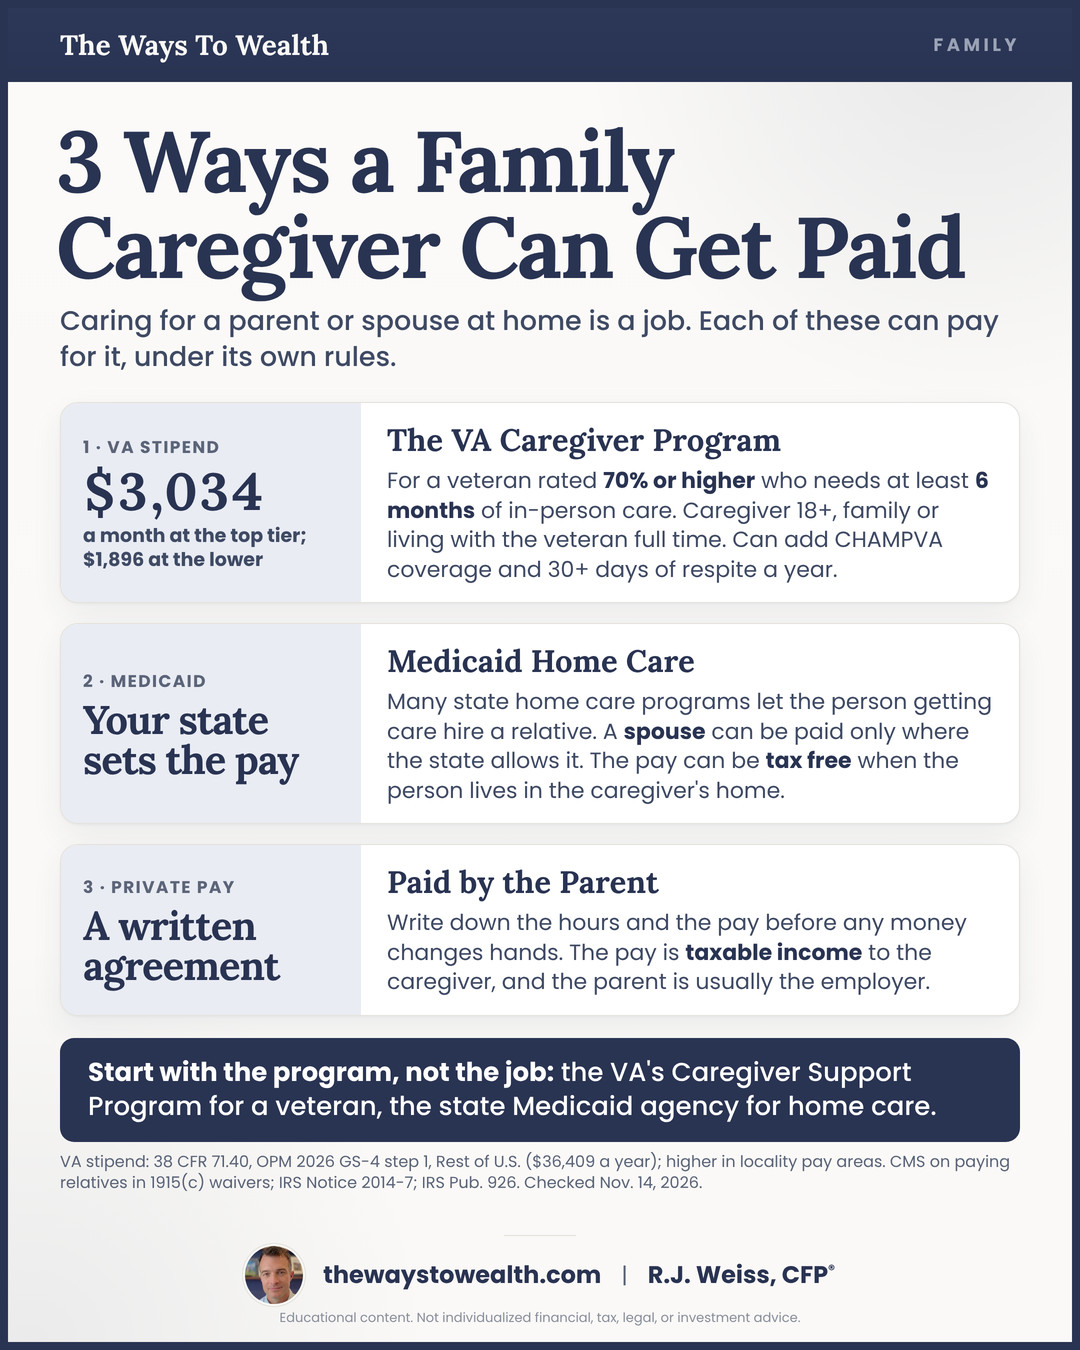 The Ways To Wealth
FAMILY
3 Ways a Family
Caregiver Can Get Paid
Caring for a parent or spouse at home is a job. Each of these can pay
for it, under its own rules.
1 · VA STIPEND
$3,034
a month at the top tier;
$1,896 at the lower
The VA Caregiver Program
For a veteran rated 70% or higher who needs at least 6
months of in-person care. Caregiver 18+, family or
living with the veteran full time. Can add CHAMPVA
coverage and 30+ days of respite a year.
2 · MEDICAID
Your state
sets the pay
Medicaid Home Care
Many state home care programs let the person getting
care hire a relative. A spouse can be paid only where
the state allows it. The pay can be tax free when the
person lives in the caregiver's home.
3 · PRIVATE PAY
A written
agreement
Paid by the Parent
Write down the hours and the pay before any money
changes hands. The pay is taxable income to the
caregiver, and the parent is usually the employer.
Start with the program, not the job: the VA's Caregiver Support
Program for a veteran, the state Medicaid agency for home care.
VA stipend: 38 CFR 71.40, OPM 2026 GS-4 step 1, Rest of U.S. ($36,409 a year); higher in locality pay areas. CMS on paying
relatives in 1915(c) waivers; IRS Notice 2014-7; IRS Pub. 926. Checked Nov. 14, 2026.
thewaystowealth.com | R.J. Weiss, CFP®
Educational content. Not individualized financial, tax, legal, or investment advice.